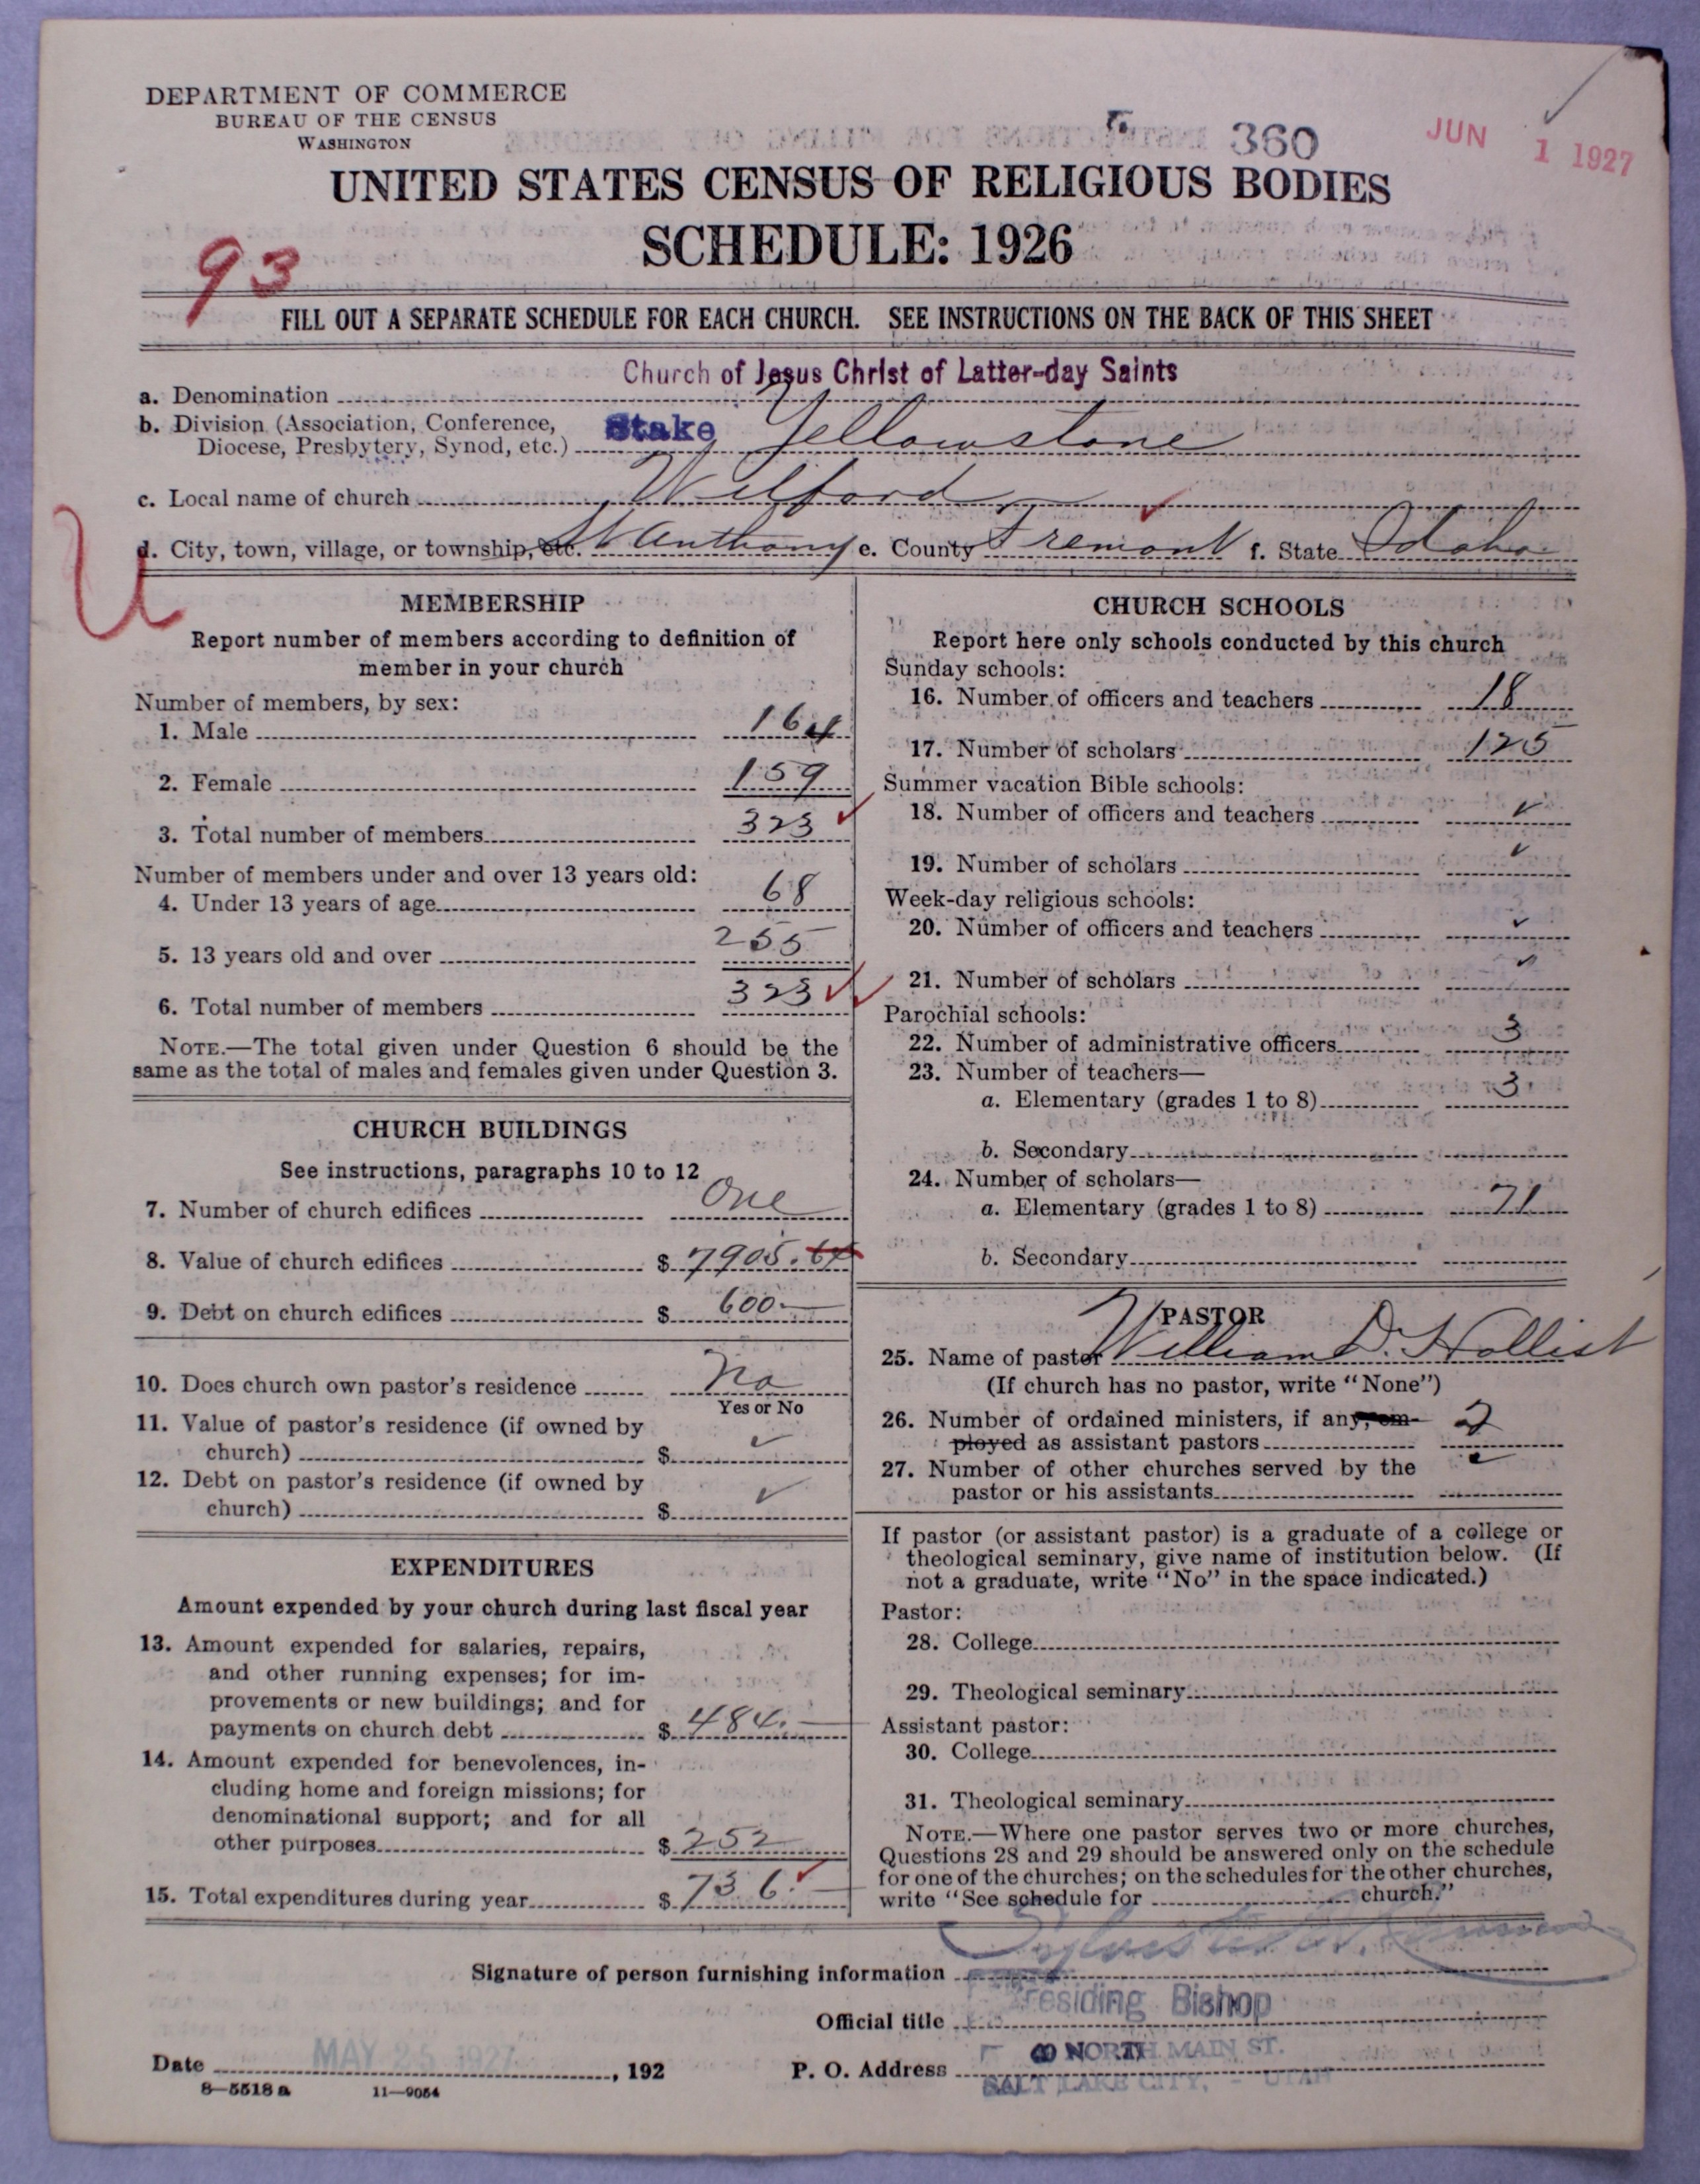 DEPARTMENT OF COMMERCE
BUREAU OF THE CENSUS
WASHINGTON
360
JUN 1 1927
UNITED STATES CENSUS OF RELIGIOUS BODIES
SCHEDULE: 1926
93
FILL OUT A SEPARATE SCHEDULE FOR EACH CHURCH. SEE INSTRUCTIONS ON THE BACK OF THIS SHEET
Church of Jesus Christ of Latter-day Saints
a. Denomination
b. Division (Association, Conference,
Diocese, Presbytery, Synod, etc.) Stake Yellowstone
c. Local name of church Wilford
d. City, town, village, or township, etc. St Anthony e. County Fremont f. State Idaho
U
MEMBERSHIP
Report number of members according to definition of
member in your church
Number of members, by sex:
1. Male 164
2. Female 159
3. Total number of members 323
Number of members under and over 13 years old:
4. Under 13 years of age 68
5. 13 years old and over 255
6. Total number of members 323
NOTE.—The total given under Question 6 should be the
same as the total of males and females given under Question 3.
CHURCH BUILDINGS
See instructions, paragraphs 10 to 12
7. Number of church edifices One
8. Value of church edifices $ 7905.64
9. Debt on church edifices $ 600.—
10. Does church own pastor's residence No
Yes or No
11. Value of pastor's residence (if owned by
church) $ ✓
12. Debt on pastor's residence (if owned by
church) $ ✓
EXPENDITURES
Amount expended by your church during last fiscal year
13. Amount expended for salaries, repairs,
and other running expenses; for im-
provements or new buildings; and for
payments on church debt $ 484.—
14. Amount expended for benevolences, in-
cluding home and foreign missions; for
denominational support; and for all
other purposes $ 252
15. Total expenditures during year $ 736.—
CHURCH SCHOOLS
Report here only schools conducted by this church
Sunday schools:
16. Number of officers and teachers 18
17. Number of scholars 125
Summer vacation Bible schools:
18. Number of officers and teachers ✓
19. Number of scholars ✓
Week-day religious schools:
20. Number of officers and teachers ✓
21. Number of scholars ✓
Parochial schools:
22. Number of administrative officers 3
23. Number of teachers—
a. Elementary (grades 1 to 8) 3
b. Secondary
24. Number of scholars—
a. Elementary (grades 1 to 8) 71
b. Secondary
PASTOR
25. Name of pastor William D. Hollist
(If church has no pastor, write "None")
26. Number of ordained ministers, if any, em-
ployed as assistant pastors 2
27. Number of other churches served by the
pastor or his assistants ✓
If pastor (or assistant pastor) is a graduate of a college or
theological seminary, give name of institution below. (If
not a graduate, write "No" in the space indicated.)
Pastor:
28. College
29. Theological seminary
Assistant pastor:
30. College
31. Theological seminary
NOTE.—Where one pastor serves two or more churches,
Questions 28 and 29 should be answered only on the schedule
for one of the churches; on the schedules for the other churches,
write "See schedule for church."
Signature of person furnishing information Sylvester Q. Cannon
Official title Presiding Bishop
Date MAY 25 1927, 192
P. O. Address 40 NORTH MAIN ST.
SALT LAKE CITY, - UTAH
8—5518 a 11—9054